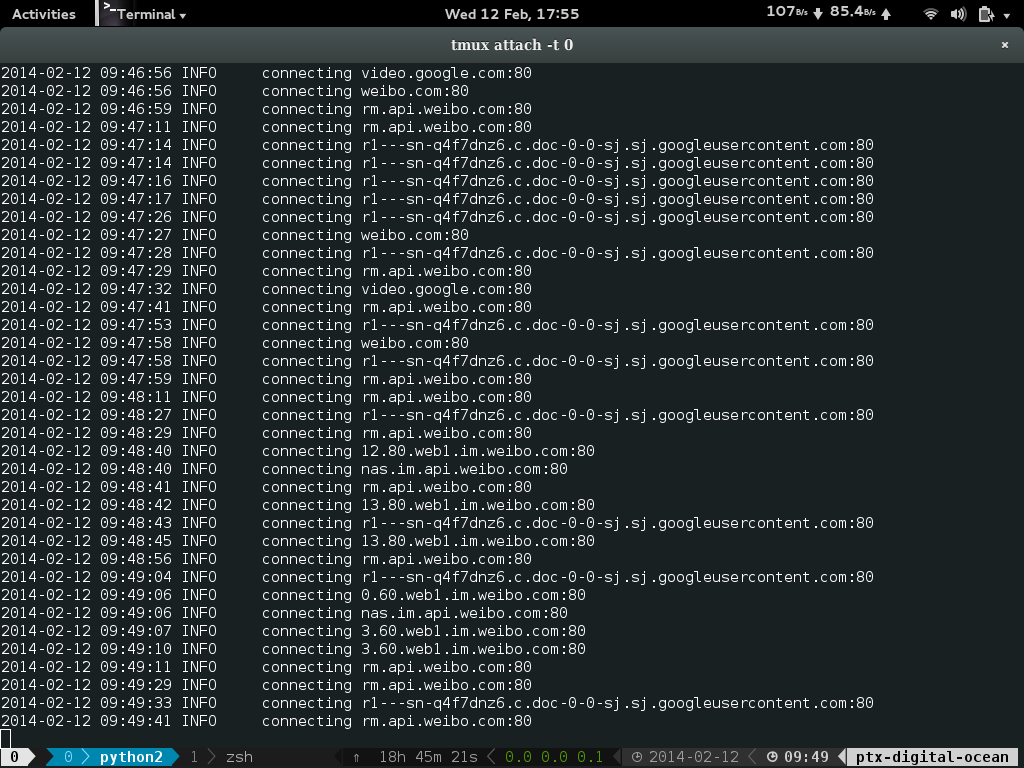 Activities >_Terminal ▾ Wed 12 Feb, 17:55 107B/s 85.4B/s
tmux attach -t 0 ×
2014-02-12 09:46:56 INFO     connecting video.google.com:80
2014-02-12 09:46:56 INFO     connecting weibo.com:80
2014-02-12 09:46:59 INFO     connecting rm.api.weibo.com:80
2014-02-12 09:47:11 INFO     connecting rm.api.weibo.com:80
2014-02-12 09:47:14 INFO     connecting r1---sn-q4f7dnz6.c.doc-0-0-sj.sj.googleusercontent.com:80
2014-02-12 09:47:14 INFO     connecting r1---sn-q4f7dnz6.c.doc-0-0-sj.sj.googleusercontent.com:80
2014-02-12 09:47:16 INFO     connecting r1---sn-q4f7dnz6.c.doc-0-0-sj.sj.googleusercontent.com:80
2014-02-12 09:47:17 INFO     connecting r1---sn-q4f7dnz6.c.doc-0-0-sj.sj.googleusercontent.com:80
2014-02-12 09:47:26 INFO     connecting r1---sn-q4f7dnz6.c.doc-0-0-sj.sj.googleusercontent.com:80
2014-02-12 09:47:27 INFO     connecting weibo.com:80
2014-02-12 09:47:28 INFO     connecting r1---sn-q4f7dnz6.c.doc-0-0-sj.sj.googleusercontent.com:80
2014-02-12 09:47:29 INFO     connecting rm.api.weibo.com:80
2014-02-12 09:47:32 INFO     connecting video.google.com:80
2014-02-12 09:47:41 INFO     connecting rm.api.weibo.com:80
2014-02-12 09:47:53 INFO     connecting r1---sn-q4f7dnz6.c.doc-0-0-sj.sj.googleusercontent.com:80
2014-02-12 09:47:58 INFO     connecting weibo.com:80
2014-02-12 09:47:58 INFO     connecting r1---sn-q4f7dnz6.c.doc-0-0-sj.sj.googleusercontent.com:80
2014-02-12 09:47:59 INFO     connecting rm.api.weibo.com:80
2014-02-12 09:48:11 INFO     connecting rm.api.weibo.com:80
2014-02-12 09:48:27 INFO     connecting r1---sn-q4f7dnz6.c.doc-0-0-sj.sj.googleusercontent.com:80
2014-02-12 09:48:29 INFO     connecting rm.api.weibo.com:80
2014-02-12 09:48:40 INFO     connecting 12.80.web1.im.weibo.com:80
2014-02-12 09:48:40 INFO     connecting nas.im.api.weibo.com:80
2014-02-12 09:48:41 INFO     connecting rm.api.weibo.com:80
2014-02-12 09:48:42 INFO     connecting 13.80.web1.im.weibo.com:80
2014-02-12 09:48:43 INFO     connecting r1---sn-q4f7dnz6.c.doc-0-0-sj.sj.googleusercontent.com:80
2014-02-12 09:48:45 INFO     connecting 13.80.web1.im.weibo.com:80
2014-02-12 09:48:56 INFO     connecting rm.api.weibo.com:80
2014-02-12 09:49:04 INFO     connecting r1---sn-q4f7dnz6.c.doc-0-0-sj.sj.googleusercontent.com:80
2014-02-12 09:49:06 INFO     connecting 0.60.web1.im.weibo.com:80
2014-02-12 09:49:06 INFO     connecting nas.im.api.weibo.com:80
2014-02-12 09:49:07 INFO     connecting 3.60.web1.im.weibo.com:80
2014-02-12 09:49:10 INFO     connecting 3.60.web1.im.weibo.com:80
2014-02-12 09:49:11 INFO     connecting rm.api.weibo.com:80
2014-02-12 09:49:29 INFO     connecting rm.api.weibo.com:80
2014-02-12 09:49:33 INFO     connecting r1---sn-q4f7dnz6.c.doc-0-0-sj.sj.googleusercontent.com:80
2014-02-12 09:49:41 INFO     connecting rm.api.weibo.com:80
0 0 python2 1 zsh ↑ 18h 45m 21s 0.0 0.0 0.1 2014-02-12 09:49 ptx-digital-ocean